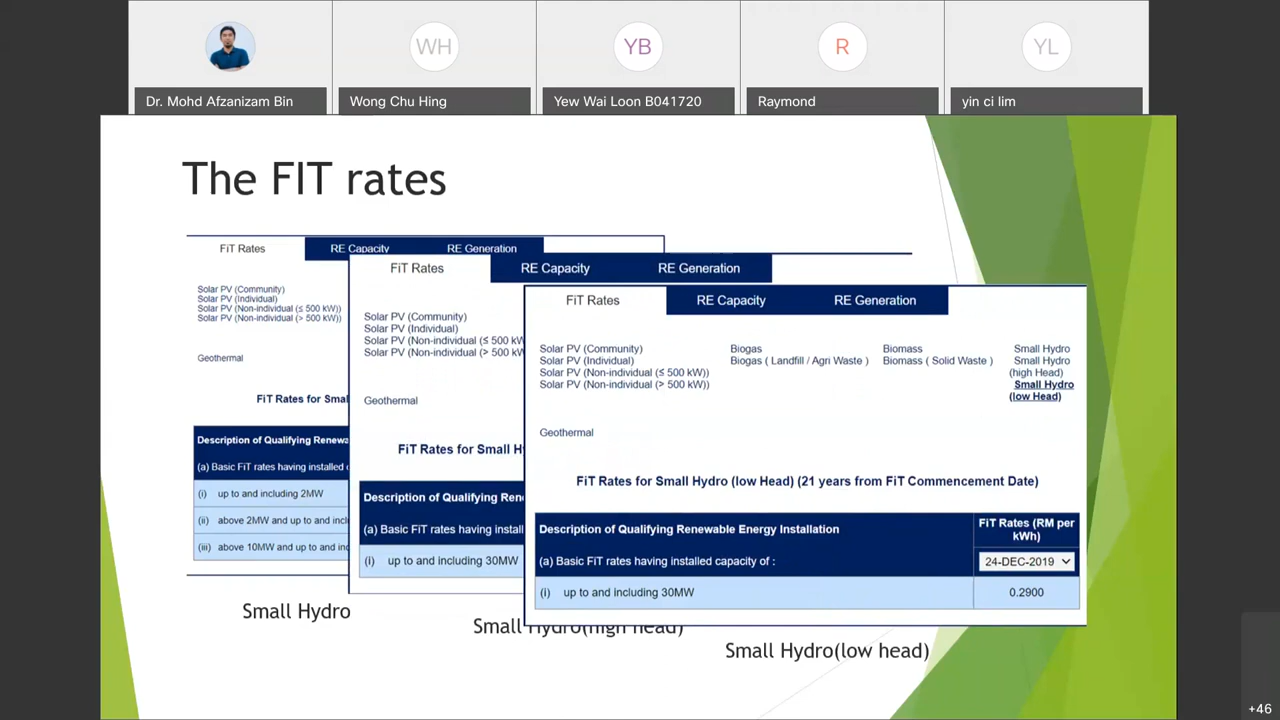 WH
YB
R
YL
Dr. Mohd Afzanizam Bin
Wong Chu Hing
Yew Wai Loon B041720
Raymond
yin ci lim
The FIT rates
FiT Rates
RE Capacity
RE Generation
Solar PV (Community)
Solar PV (Individual)
Solar PV (Non-individual (≤ 500 kW))
Solar PV (Non-individual (> 500 kW))
Geothermal
FiT Rates for Smal
Description of Qualifying Renewa
(a) Basic FiT rates having installed
(i) up to and including 2MW
(ii) above 2MW and up to and incl
(iii) above 10MW and up to and inc
Small Hydro
FiT Rates
RE Capacity
RE Generation
Solar PV (Community)
Solar PV (Individual)
Solar PV (Non-individual (≤ 500 kW
Solar PV (Non-individual (> 500 kW
Geothermal
FiT Rates for Small H
Description of Qualifying Ren
(a) Basic FiT rates having install
(i) up to and including 30MW
Small Hydro(high head)
FiT Rates
RE Capacity
RE Generation
Solar PV (Community)
Solar PV (Individual)
Solar PV (Non-individual (≤ 500 kW))
Solar PV (Non-individual (> 500 kW))
Biogas
Biogas ( Landfill / Agri Waste )
Biomass
Biomass ( Solid Waste )
Small Hydro
Small Hydro
(high Head)
Small Hydro
(low Head)
Geothermal
FiT Rates for Small Hydro (low Head) (21 years from FiT Commencement Date)
Description of Qualifying Renewable Energy Installation
FiT Rates (RM per
kWh)
(a) Basic FiT rates having installed capacity of :
24-DEC-2019
(i) up to and including 30MW
0.2900
Small Hydro(low head)
+46